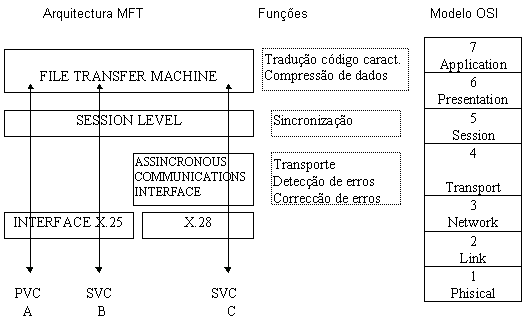 Arquitectura MFT
Funções
Modelo OSI
FILE TRANSFER MACHINE
Tradução código caract.
Compressão de dados
SESSION LEVEL
Sincronização
ASSINCRONOUS
COMMUNICATIONS
INTERFACE
Transporte
Detecção de erros
Correcção de erros
INTERFACE X.25
X.28
PVC
A
SVC
B
SVC
C
7
Application
6
Presentation
5
Session
4
Transport
3
Network
2
Link
1
Phisical